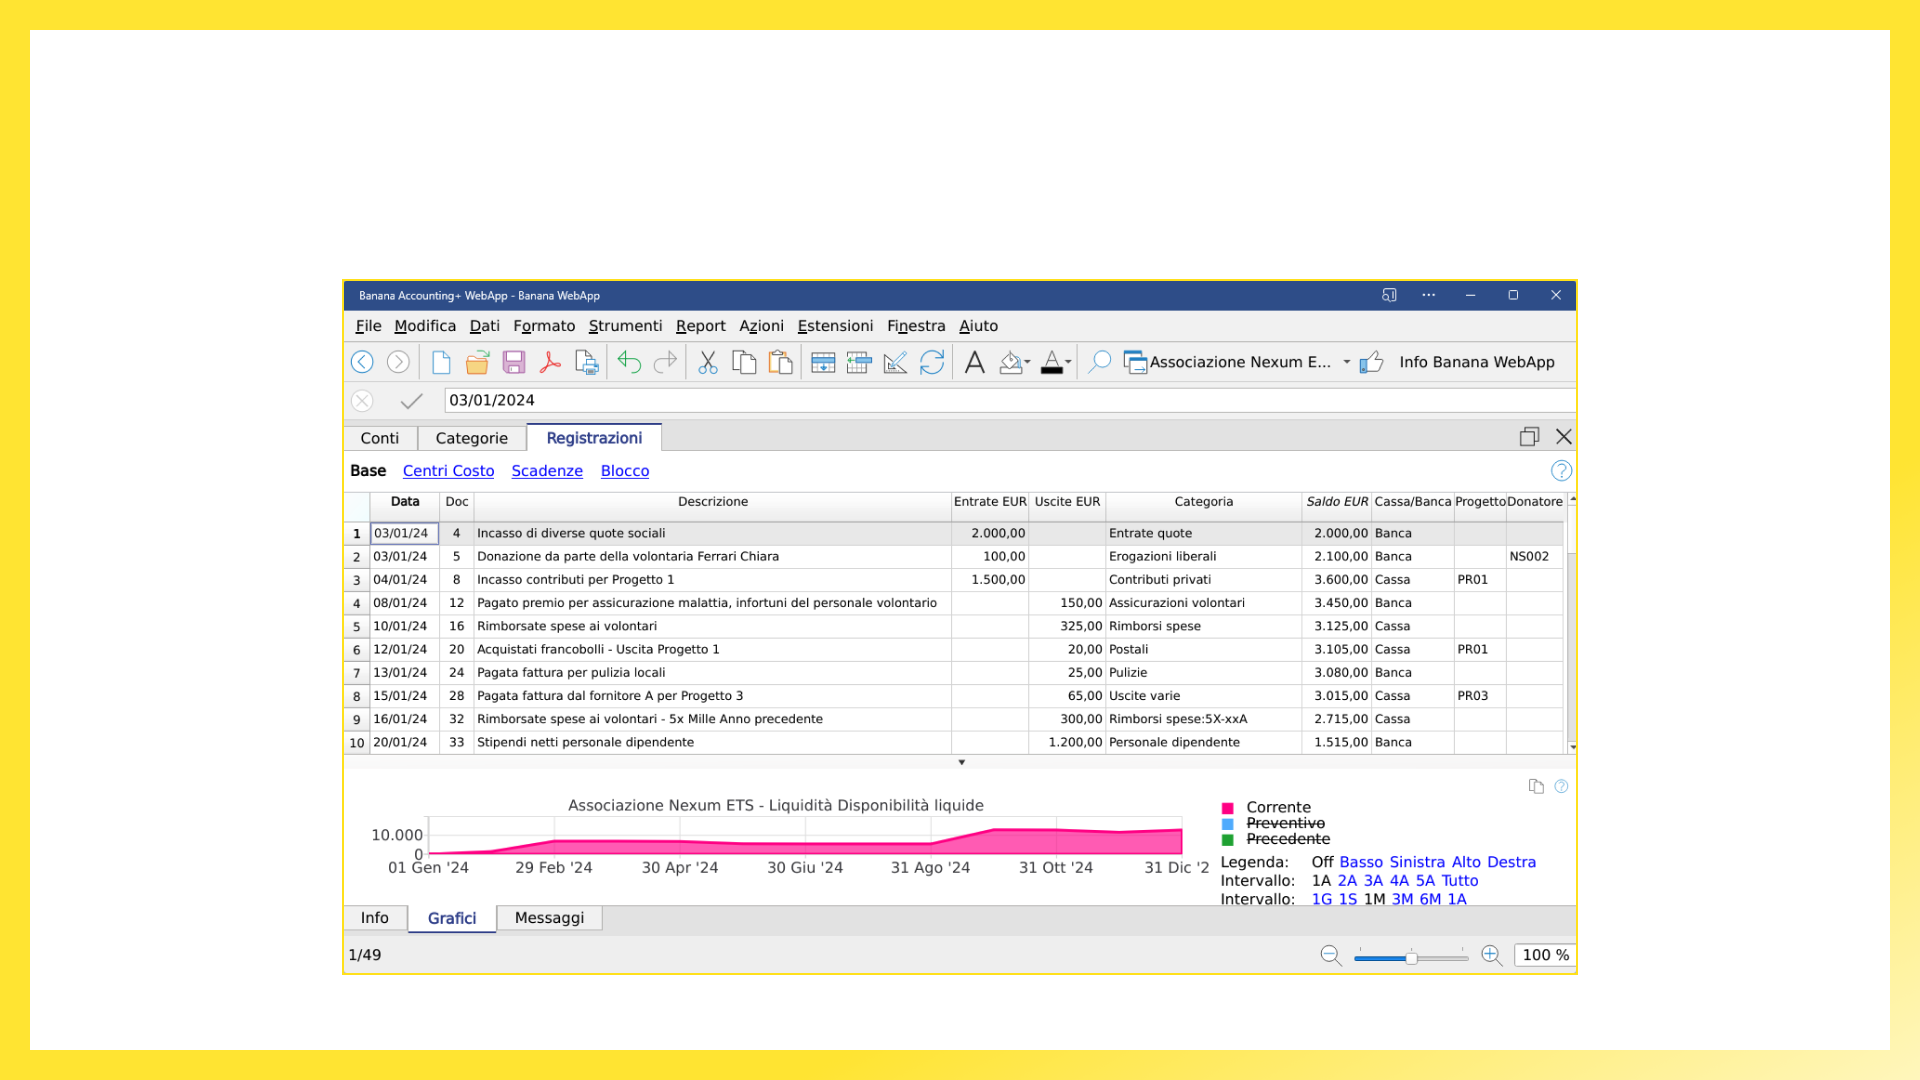 Banana Accounting+ WebApp - Banana WebApp
File Modifica Dati Formato Strumenti Report Azioni Estensioni Finestra Aiuto
Associazione Nexum E... Info Banana WebApp
03/01/2024
Conti Categorie Registrazioni
Base Centri Costo Scadenze Blocco
Data Doc Descrizione Entrate EUR Uscite EUR Categoria Saldo EUR Cassa/Banca Progetto Donatore
1 03/01/24 4 Incasso di diverse quote sociali 2.000,00 Entrate quote 2.000,00 Banca
2 03/01/24 5 Donazione da parte della volontaria Ferrari Chiara 100,00 Erogazioni liberali 2.100,00 Banca NS002
3 04/01/24 8 Incasso contributi per Progetto 1 1.500,00 Contributi privati 3.600,00 Cassa PR01
4 08/01/24 12 Pagato premio per assicurazione malattia, infortuni del personale volontario 150,00 Assicurazioni volontari 3.450,00 Banca
5 10/01/24 16 Rimborsate spese ai volontari 325,00 Rimborsi spese 3.125,00 Cassa
6 12/01/24 20 Acquistati francobolli - Uscita Progetto 1 20,00 Postali 3.105,00 Cassa PR01
7 13/01/24 24 Pagata fattura per pulizia locali 25,00 Pulizie 3.080,00 Banca
8 15/01/24 28 Pagata fattura dal fornitore A per Progetto 3 65,00 Uscite varie 3.015,00 Cassa PR03
9 16/01/24 32 Rimborsate spese ai volontari - 5x Mille Anno precedente 300,00 Rimborsi spese:5X-xxA 2.715,00 Cassa
10 20/01/24 33 Stipendi netti personale dipendente 1.200,00 Personale dipendente 1.515,00 Banca
Associazione Nexum ETS - Liquidità Disponibilità liquide
10.000
0
01 Gen '24 29 Feb '24 30 Apr '24 30 Giu '24 31 Ago '24 31 Ott '24 31 Dic '2
Corrente
Preventivo
Precedente
Legenda: Off Basso Sinistra Alto Destra
Intervallo: 1A 2A 3A 4A 5A Tutto
Intervallo: 1G 1S 1M 3M 6M 1A
Info Grafici Messaggi
1/49
100 %